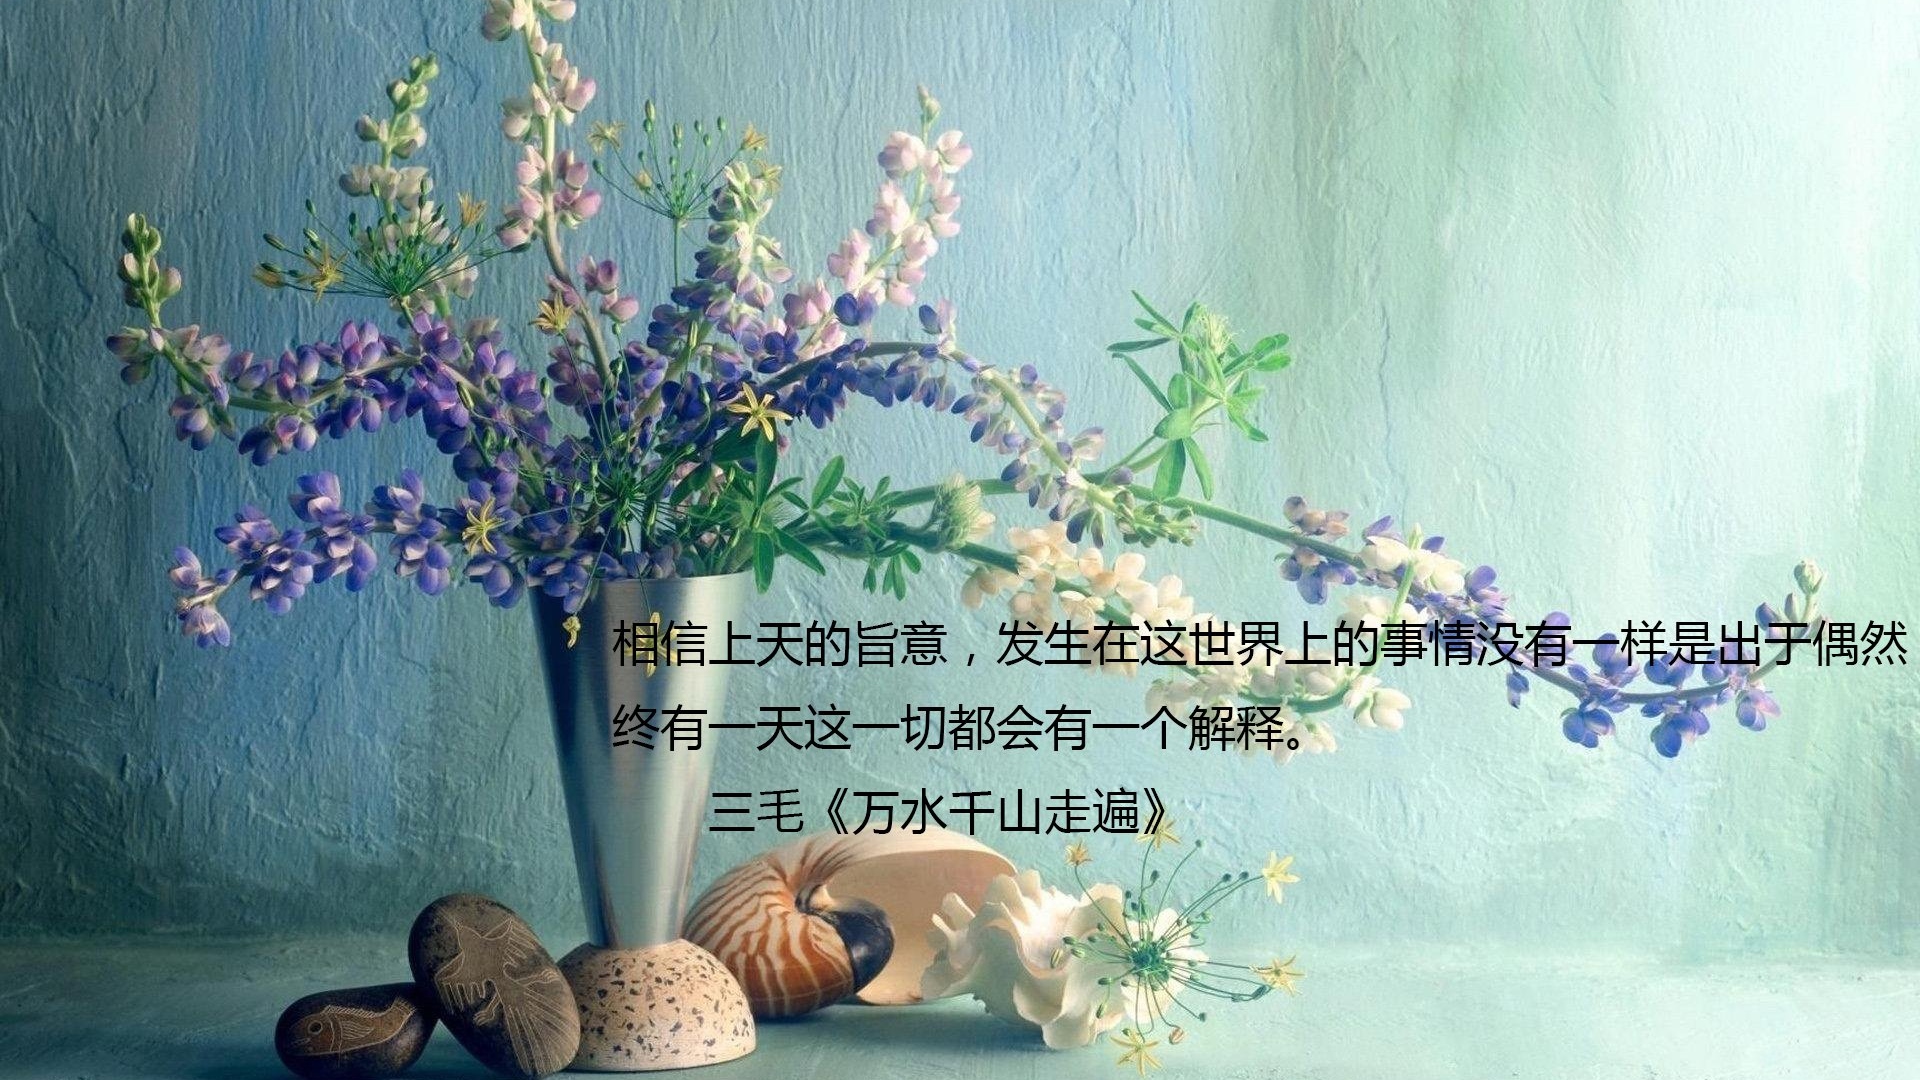 相信上天的旨意，发生在这世界上的事情没有一样是出于偶然
终有一天这一切都会有一个解释。
三毛《万水千山走遍》